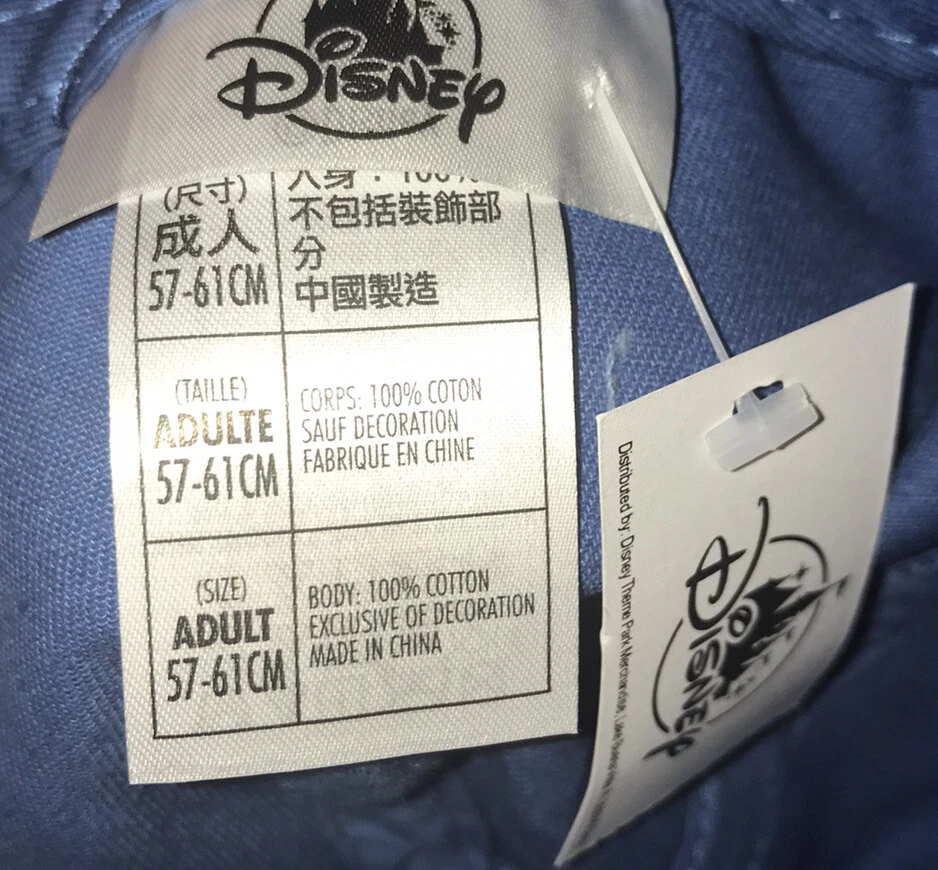 DISNEY
(尺寸)
成人
57-61CM
不包括裝飾部
分
中國製造
(TAILLE)
ADULTE
57-61CM
CORPS: 100% COTON
SAUF DECORATION
FABRIQUE EN CHINE
(SIZE)
ADULT
57-61CM
BODY: 100% COTTON
EXCLUSIVE OF DECORATION
MADE IN CHINA
Distributed by: Disney Theme Park Merchandise, Lake
DISNEY